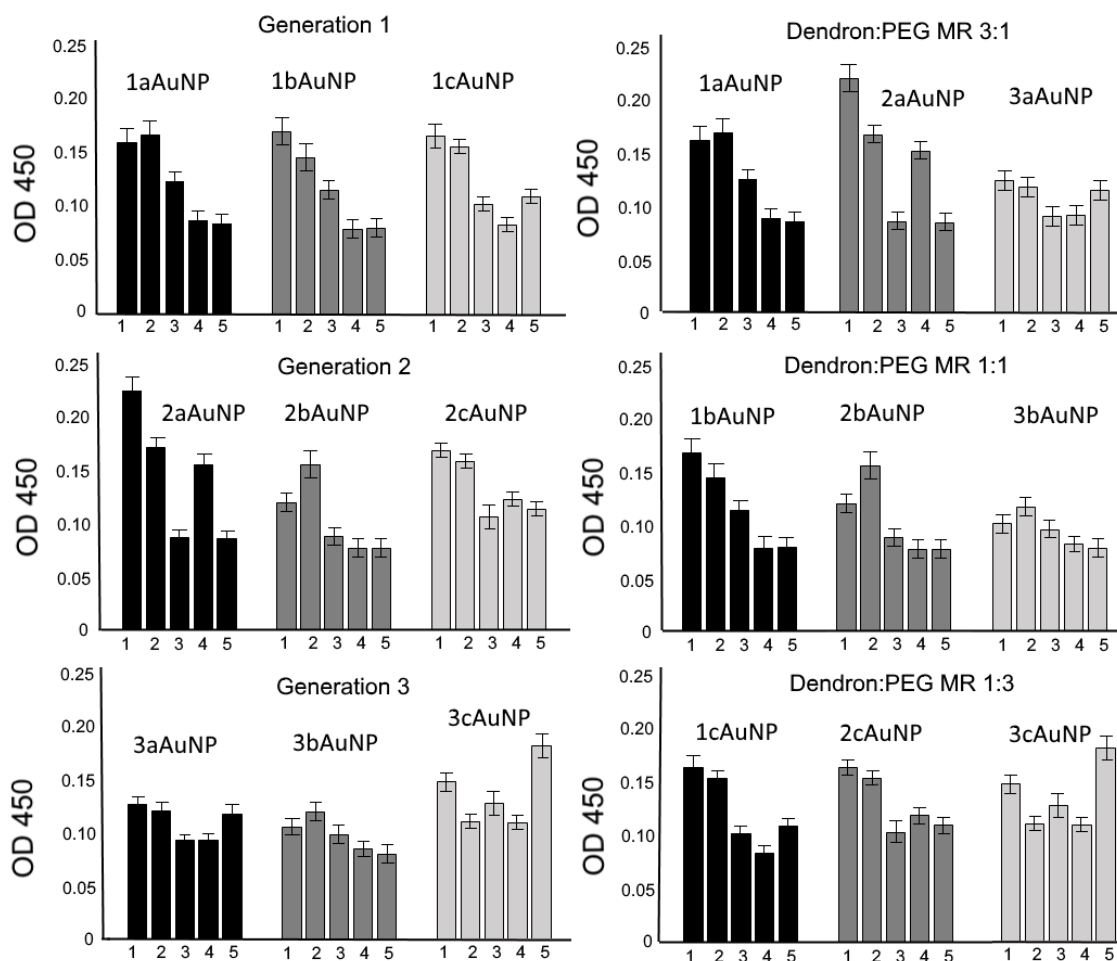 Generation 1
OD 450
0.25
0.20
0.15
0.10
0.05
0
1aAuNP 1bAuNP 1cAuNP
1 2 3 4 5 1 2 3 4 5 1 2 3 4 5
Dendron:PEG MR 3:1
OD 450
0.25
0.20
0.15
0.10
0.05
0
1aAuNP 2aAuNP 3aAuNP
1 2 3 4 5 1 2 3 4 5 1 2 3 4 5
Generation 2
OD 450
0.25
0.20
0.15
0.10
0.05
0
2aAuNP 2bAuNP 2cAuNP
1 2 3 4 5 1 2 3 4 5 1 2 3 4 5
Dendron:PEG MR 1:1
OD 450
0.25
0.20
0.15
0.10
0.05
0
1bAuNP 2bAuNP 3bAuNP
1 2 3 4 5 1 2 3 4 5 1 2 3 4 5
Generation 3
OD 450
0.20
0.15
0.10
0.05
0
3aAuNP 3bAuNP 3cAuNP
1 2 3 4 5 1 2 3 4 5 1 2 3 4 5
Dendron:PEG MR 1:3
OD 450
0.20
0.15
0.10
0.05
0
1cAuNP 2cAuNP 3cAuNP
1 2 3 4 5 1 2 3 4 5 1 2 3 4 5